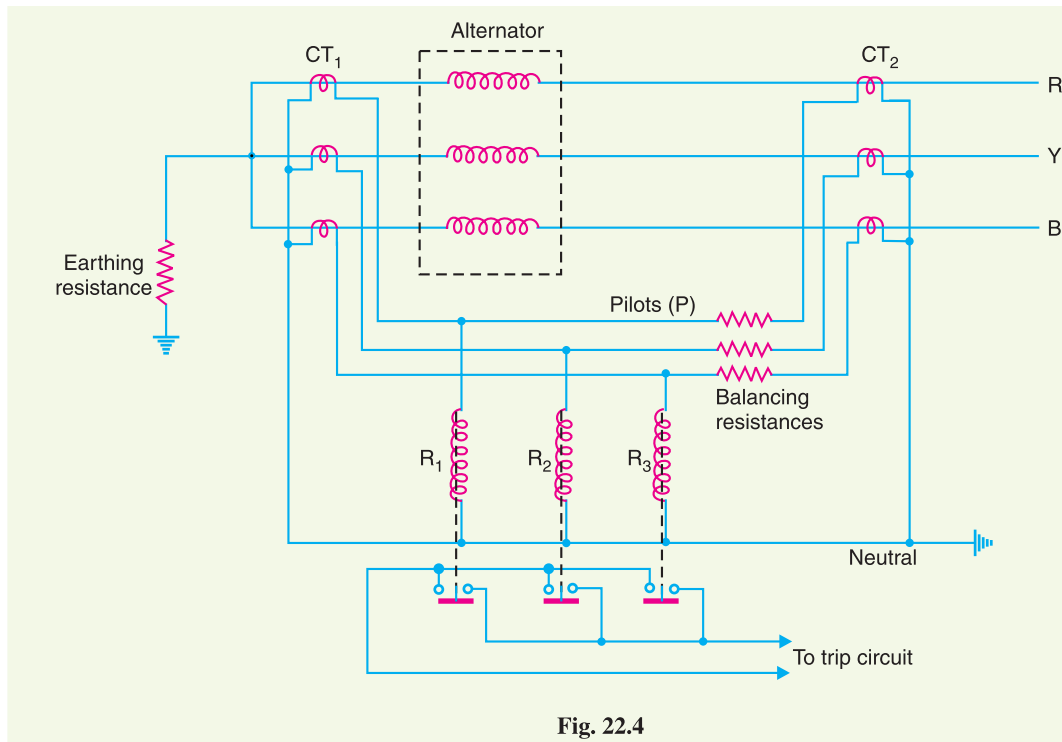 Alternator
CT1
CT2
R
Y
B
Earthing
resistance
Pilots (P)
Balancing
resistances
R1
R2
R3
Neutral
To trip circuit
Fig. 22.4